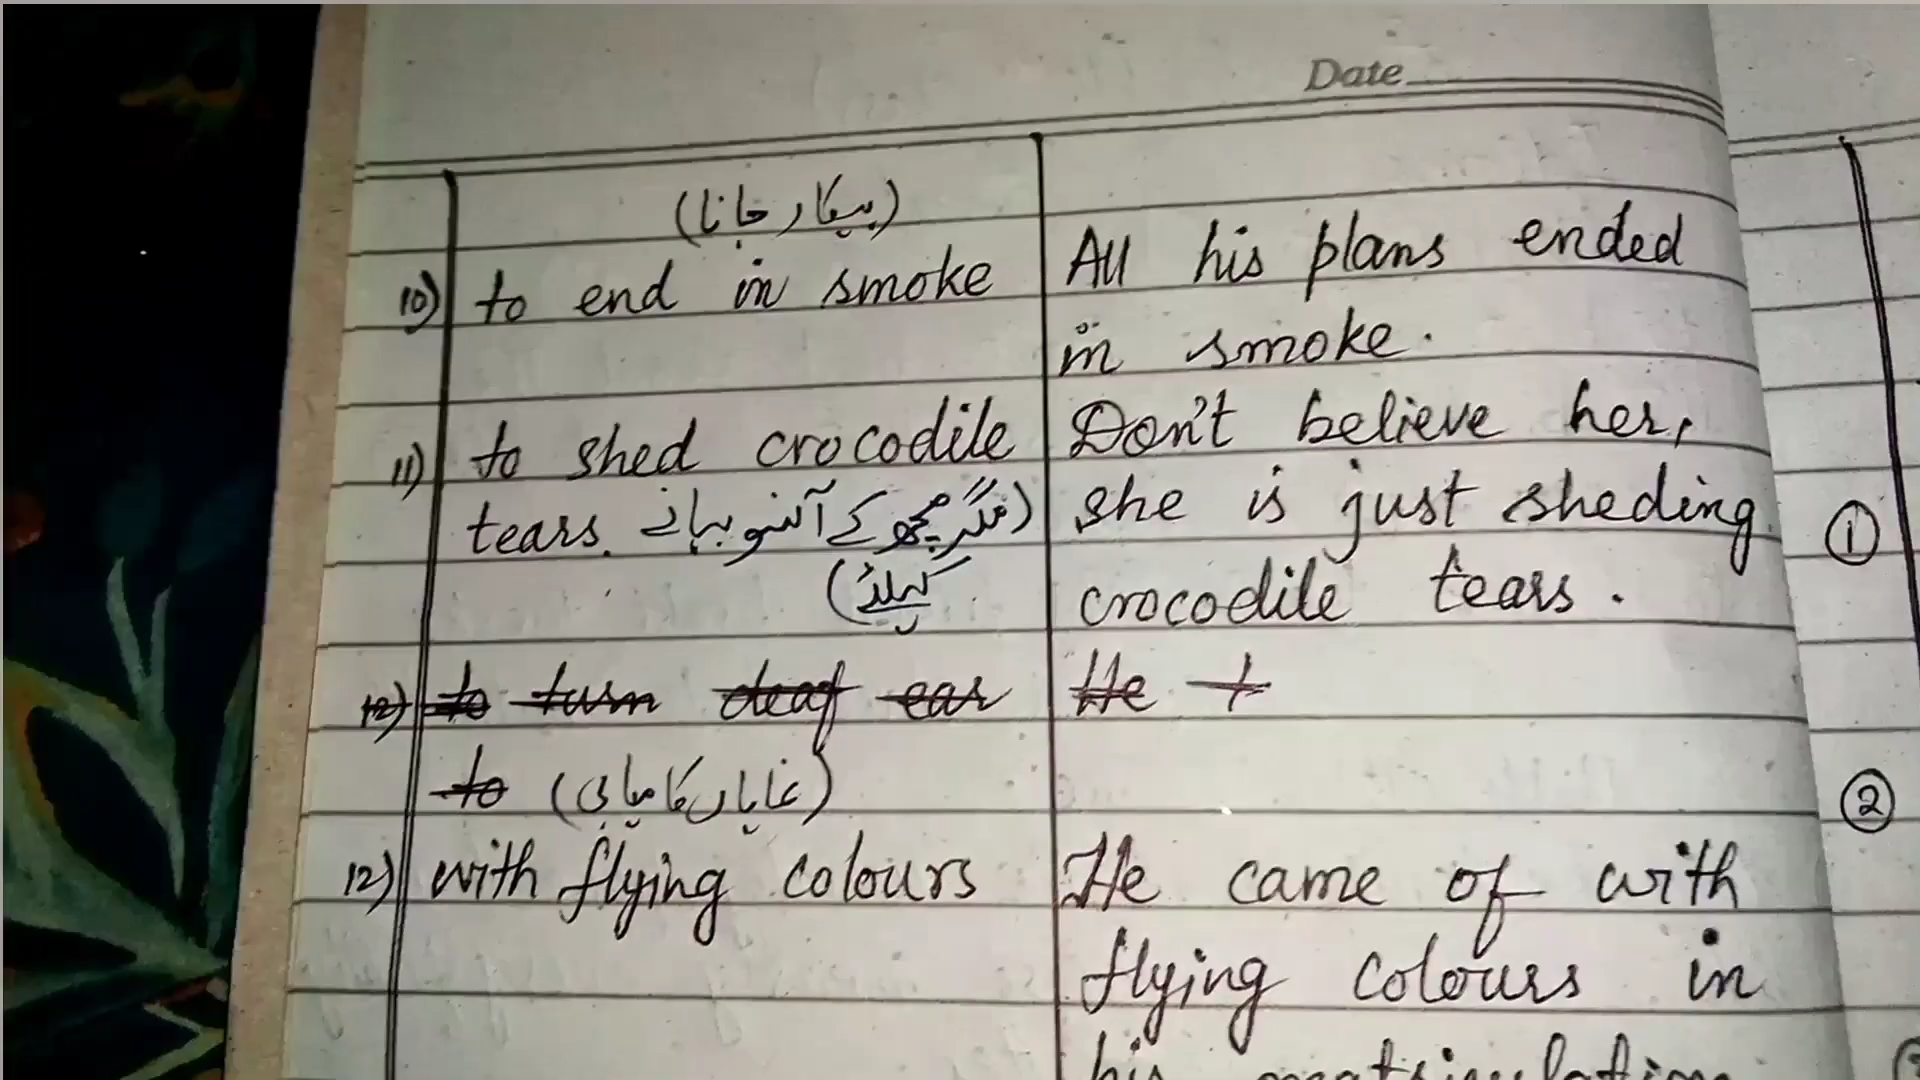 Date
(بیکار جانا)
10) to end in smoke
All his plans ended
in smoke.
11) to shed crocodile
tears. (مگرمچھ کے آنسو بہانے
Don't believe her,
she is just sheding
crocodile tears.
12) to turn deaf ear
to
He t
(نمایاں کامیابی)
12) with flying colours
He came of with
flying colours in
his matriculation
①
②